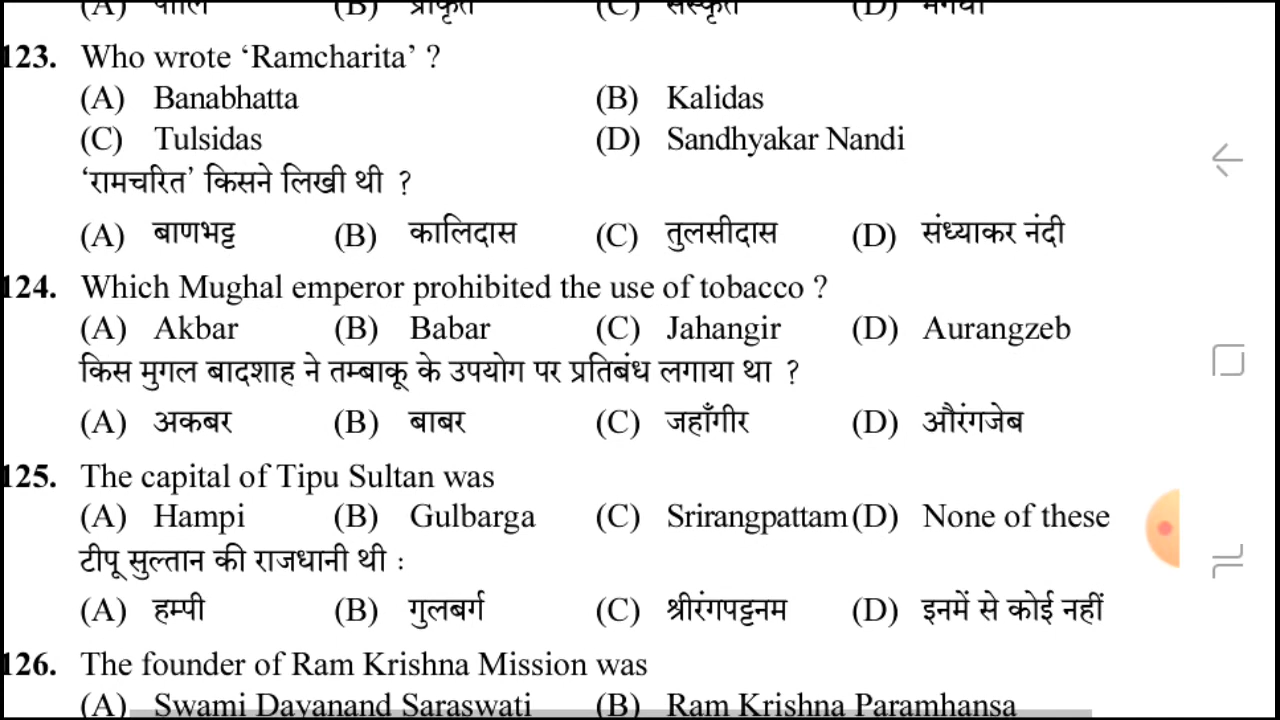 (A) पालि (B) प्राकृत (C) संस्कृत (D) मगधी
123. Who wrote ‘Ramcharita’ ?
(A) Banabhatta (B) Kalidas
(C) Tulsidas (D) Sandhyakar Nandi
‘रामचरित’ किसने लिखी थी ?
(A) बाणभट्ट (B) कालिदास (C) तुलसीदास (D) संध्याकर नंदी
124. Which Mughal emperor prohibited the use of tobacco ?
(A) Akbar (B) Babar (C) Jahangir (D) Aurangzeb
किस मुगल बादशाह ने तम्बाकू के उपयोग पर प्रतिबंध लगाया था ?
(A) अकबर (B) बाबर (C) जहाँगीर (D) औरंगजेब
125. The capital of Tipu Sultan was
(A) Hampi (B) Gulbarga (C) Srirangpattam (D) None of these
टीपू सुल्तान की राजधानी थी :
(A) हम्पी (B) गुलबर्ग (C) श्रीरंगपट्टनम (D) इनमें से कोई नहीं
126. The founder of Ram Krishna Mission was
(A) Swami Dayanand Saraswati (B) Ram Krishna Paramhansa